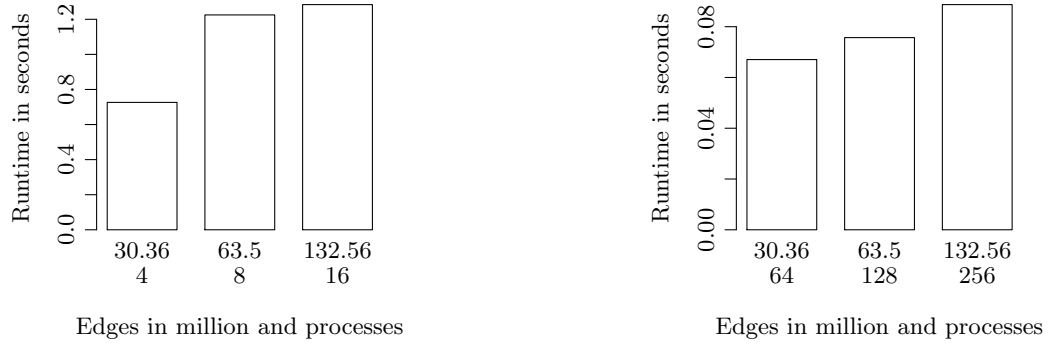 Runtime in seconds
1.2
0.8
0.4
0.0
30.36 63.5 132.56
4 8 16
Edges in million and processes
Runtime in seconds
0.08
0.04
0.00
30.36 63.5 132.56
64 128 256
Edges in million and processes